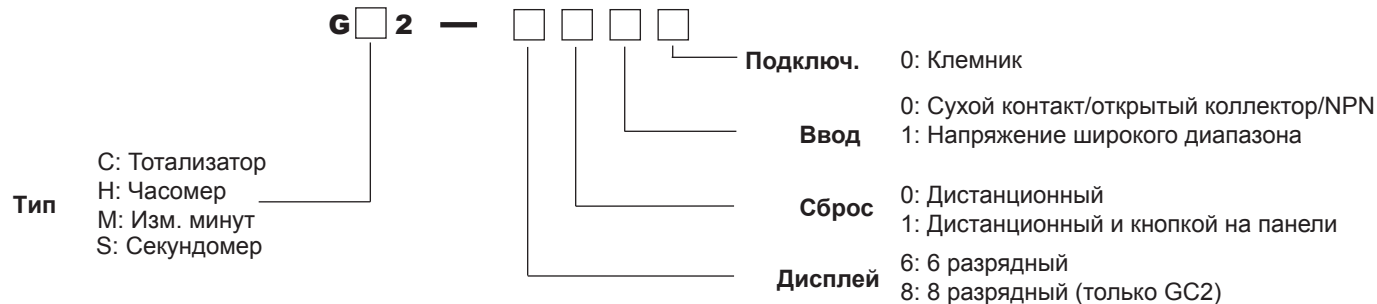 G□2 — □□□□
Подключ.
0: Клемник
Ввод
0: Сухой контакт/открытый коллектор/NPN
1: Напряжение широкого диапазона
Тип
C: Тотализатор
H: Часомер
M: Изм. минут
S: Секундомер
Сброс
0: Дистанционный
1: Дистанционный и кнопкой на панели
Дисплей
6: 6 разрядный
8: 8 разрядный (только GC2)